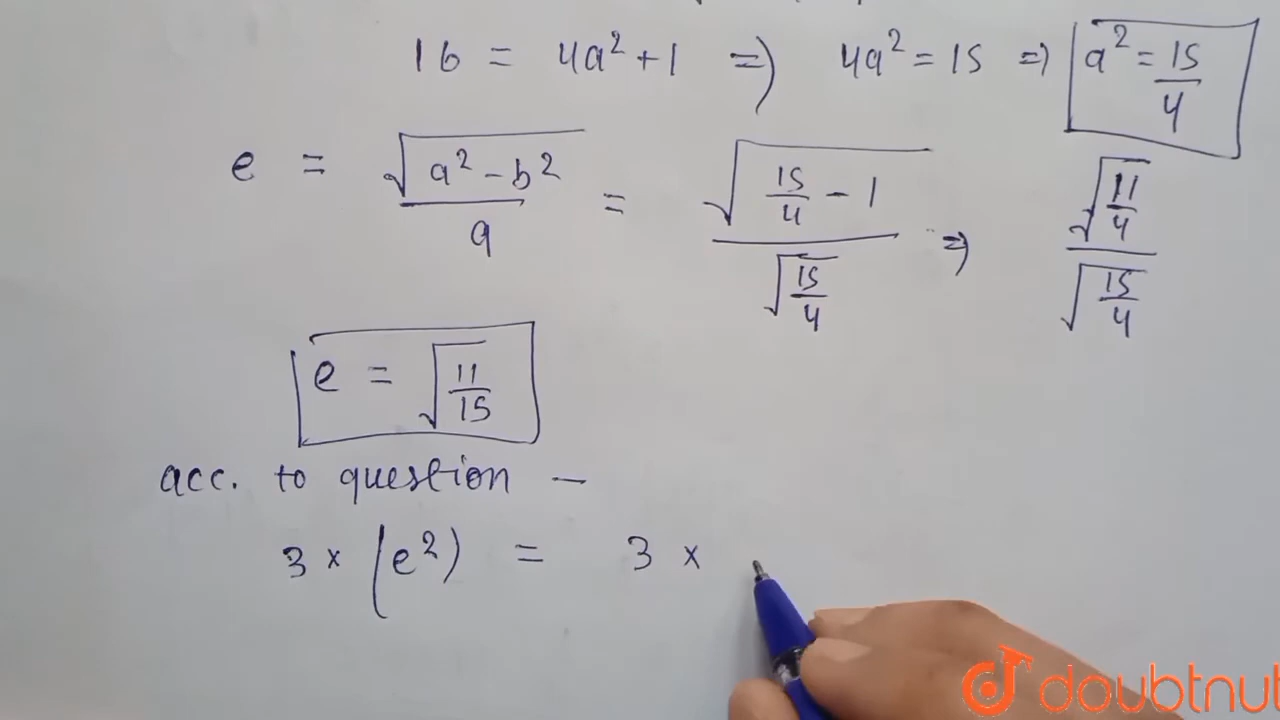 16 = 4a² + 1 ⇒ 4a² = 15 ⇒ a² = 15/4
e = √(a² - b²)/a = √(15/4 - 1)/√(15/4) ⇒ √(11/4)/√(15/4)
e = √(11/15)
acc. to question -
3 × (e²) = 3 ×
doubtnut